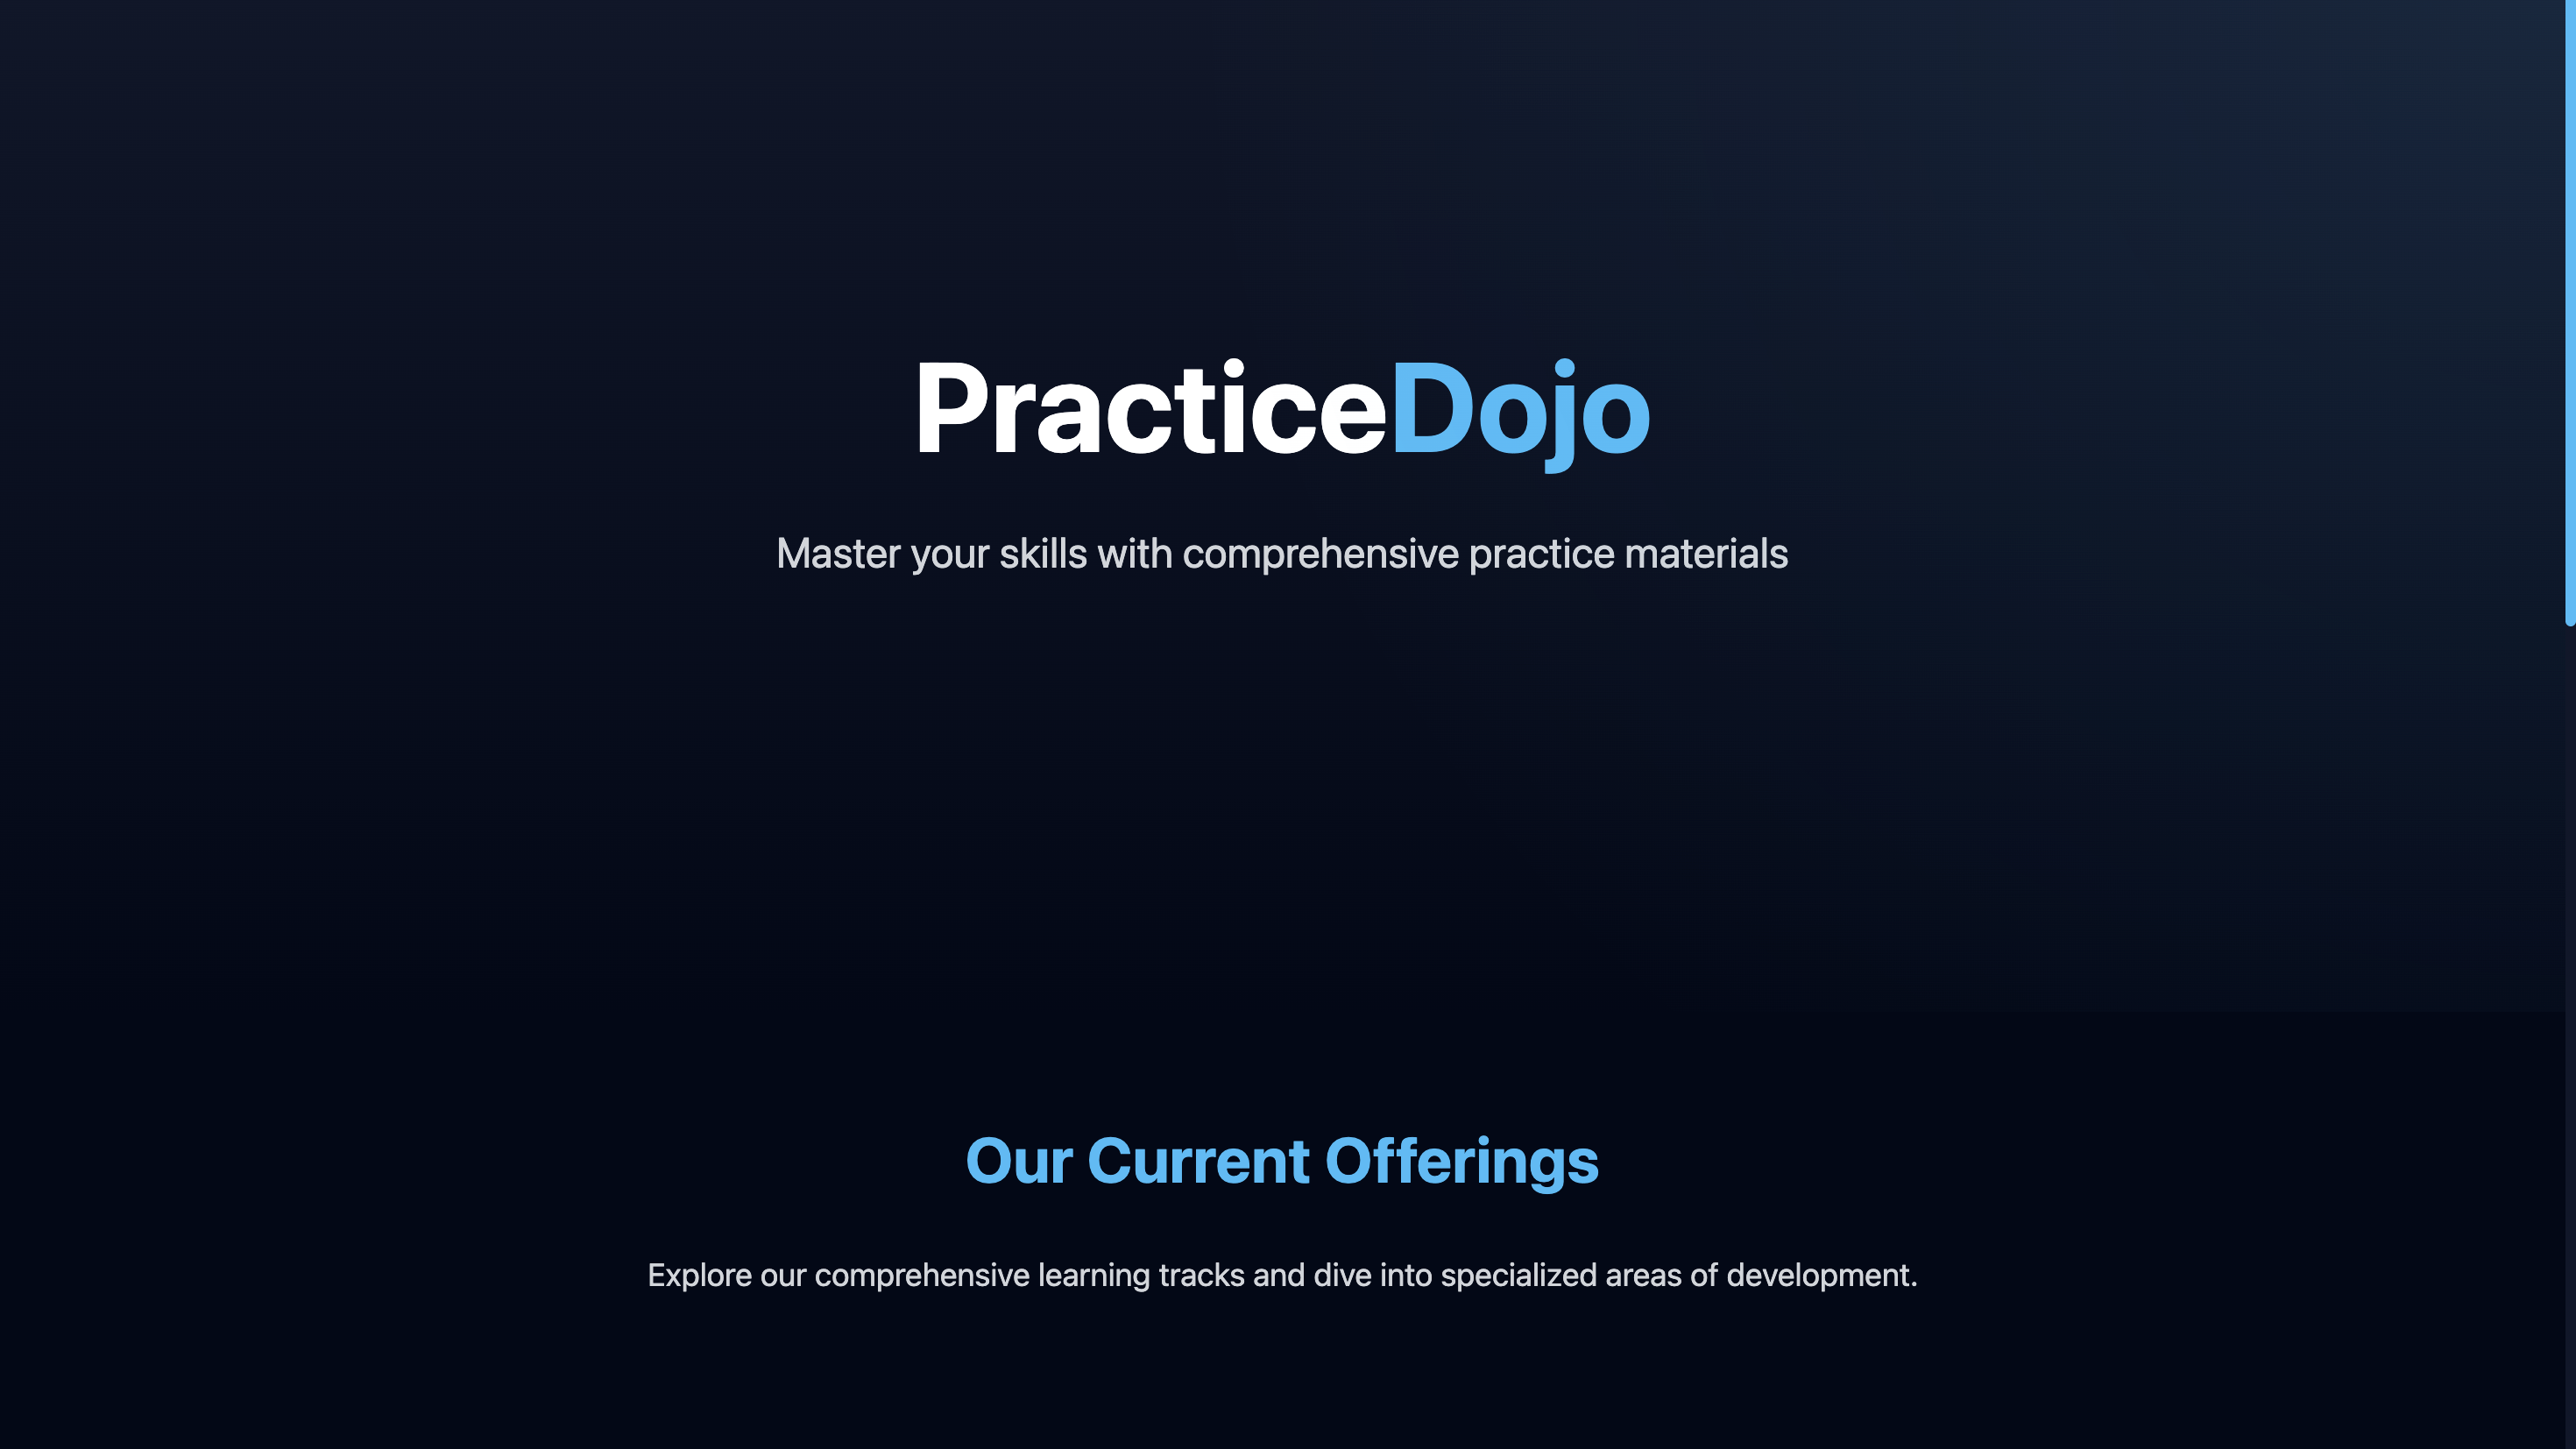 PracticeDojo
Master your skills with comprehensive practice materials
Our Current Offerings
Explore our comprehensive learning tracks and dive into specialized areas of development.